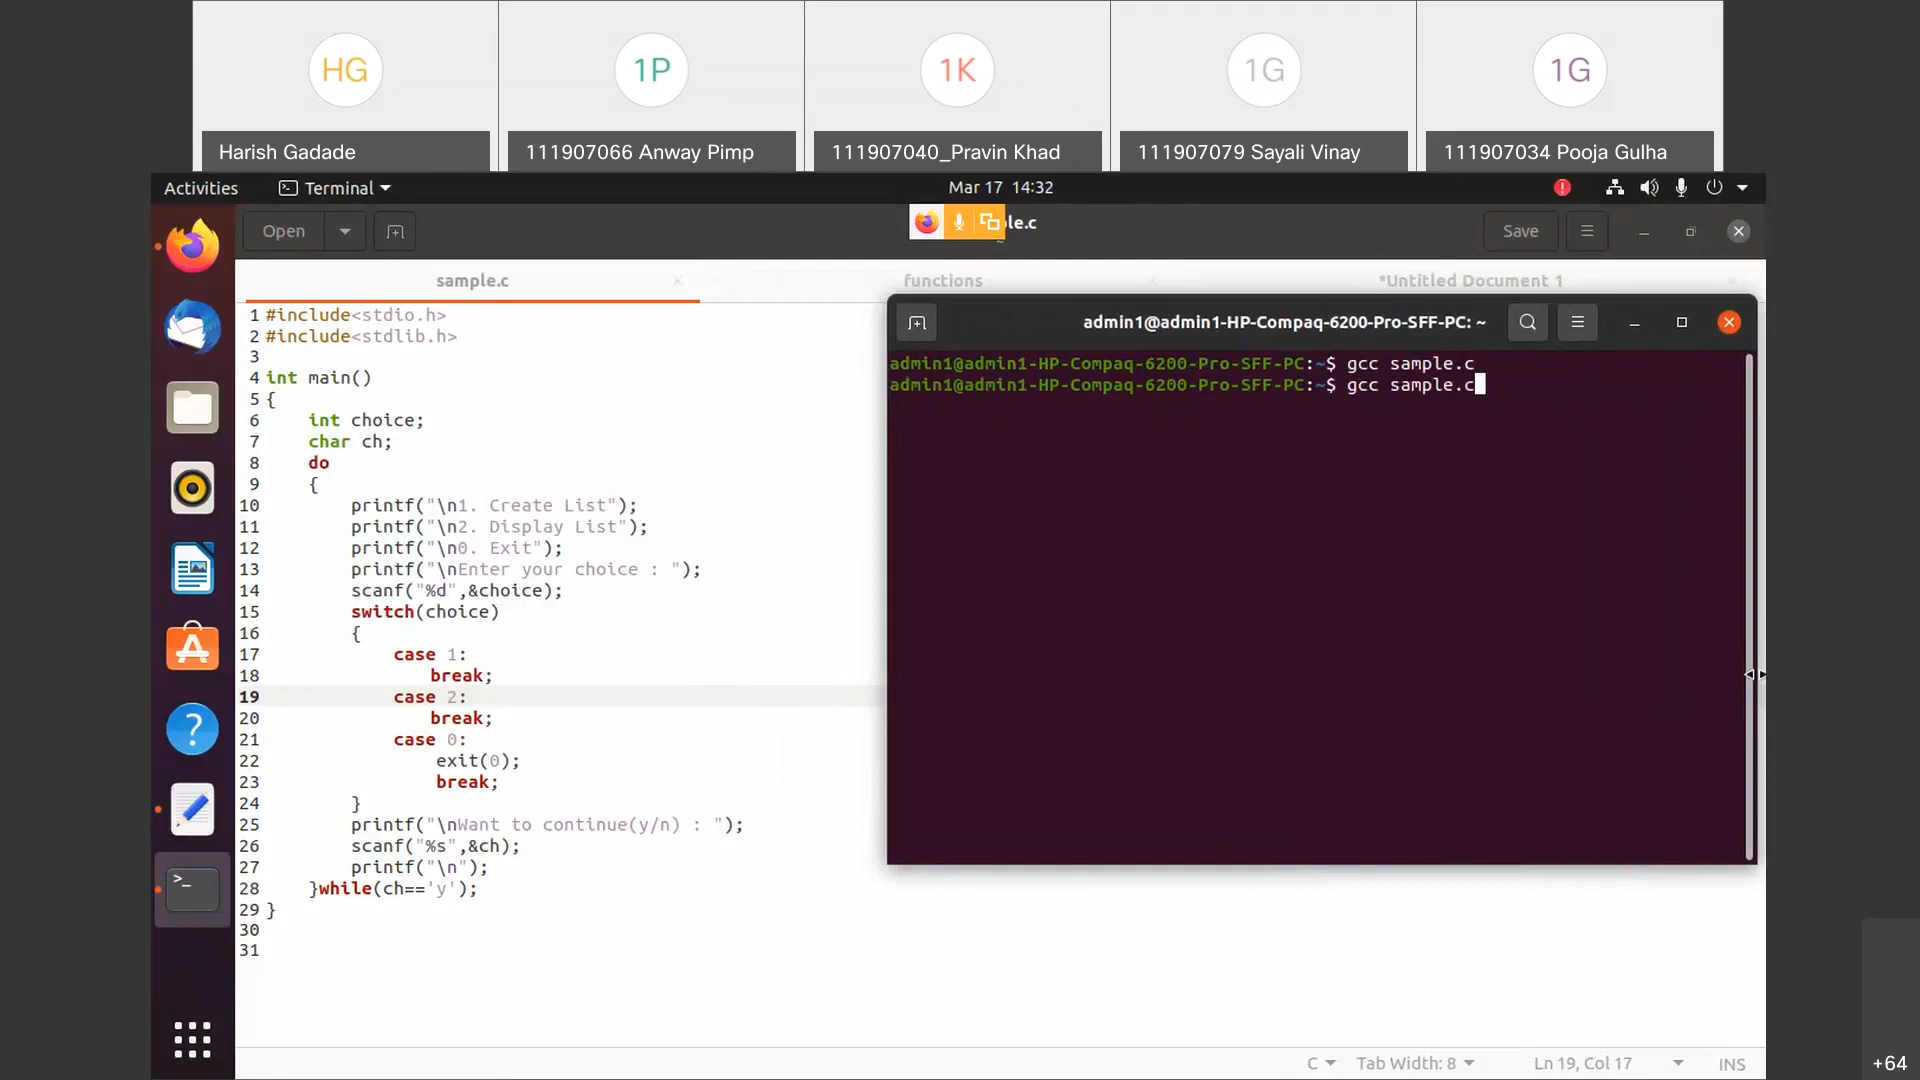 HG
1P
1K
1G
1G
Harish Gadade
111907066 Anway Pimp
111907040_Pravin Khad
111907079 Sayali Vinay
111907034 Pooja Gulha
Activities
Terminal
Mar 17 14:32
Open
le.c
Save
sample.c
functions
*Untitled Document 1
1 #include<stdio.h>
2 #include<stdlib.h>
3
4 int main()
5 {
6 int choice;
7 char ch;
8 do
9 {
10 printf("\n1. Create List");
11 printf("\n2. Display List");
12 printf("\n0. Exit");
13 printf("\nEnter your choice : ");
14 scanf("%d",&choice);
15 switch(choice)
16 {
17 case 1:
18 break;
19 case 2:
20 break;
21 case 0:
22 exit(0);
23 break;
24 }
25 printf("\nWant to continue(y/n) : ");
26 scanf("%s",&ch);
27 printf("\n");
28 }while(ch=='y');
29 }
30
31
admin1@admin1-HP-Compaq-6200-Pro-SFF-PC: ~
admin1@admin1-HP-Compaq-6200-Pro-SFF-PC:~$ gcc sample.c
admin1@admin1-HP-Compaq-6200-Pro-SFF-PC:~$ gcc sample.c
C
Tab Width: 8
Ln 19, Col 17
INS
+64